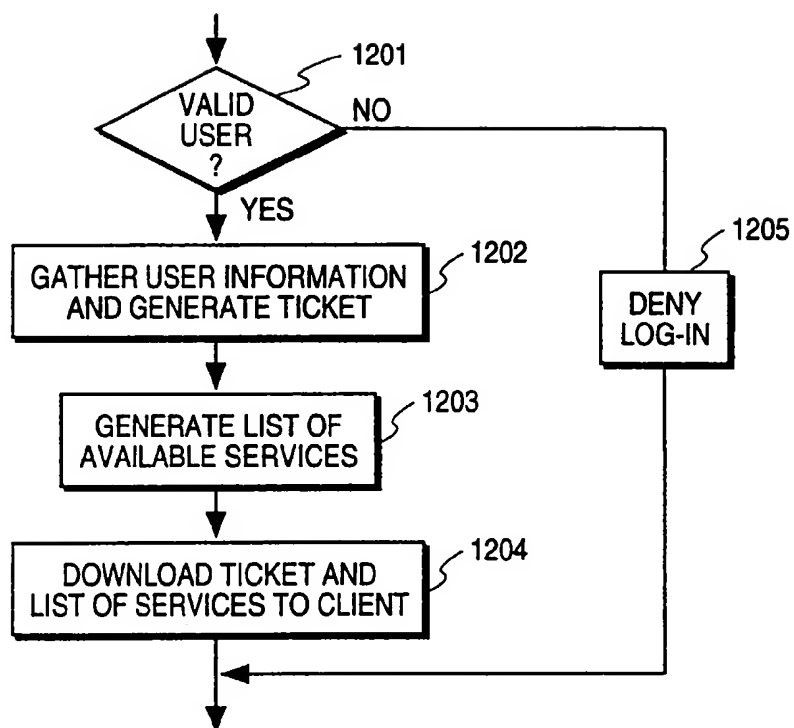 1201
VALID
USER
?
NO
YES
1202
GATHER USER INFORMATION
AND GENERATE TICKET
1205
DENY
LOG-IN
1203
GENERATE LIST OF
AVAILABLE SERVICES
1204
DOWNLOAD TICKET AND
LIST OF SERVICES TO CLIENT